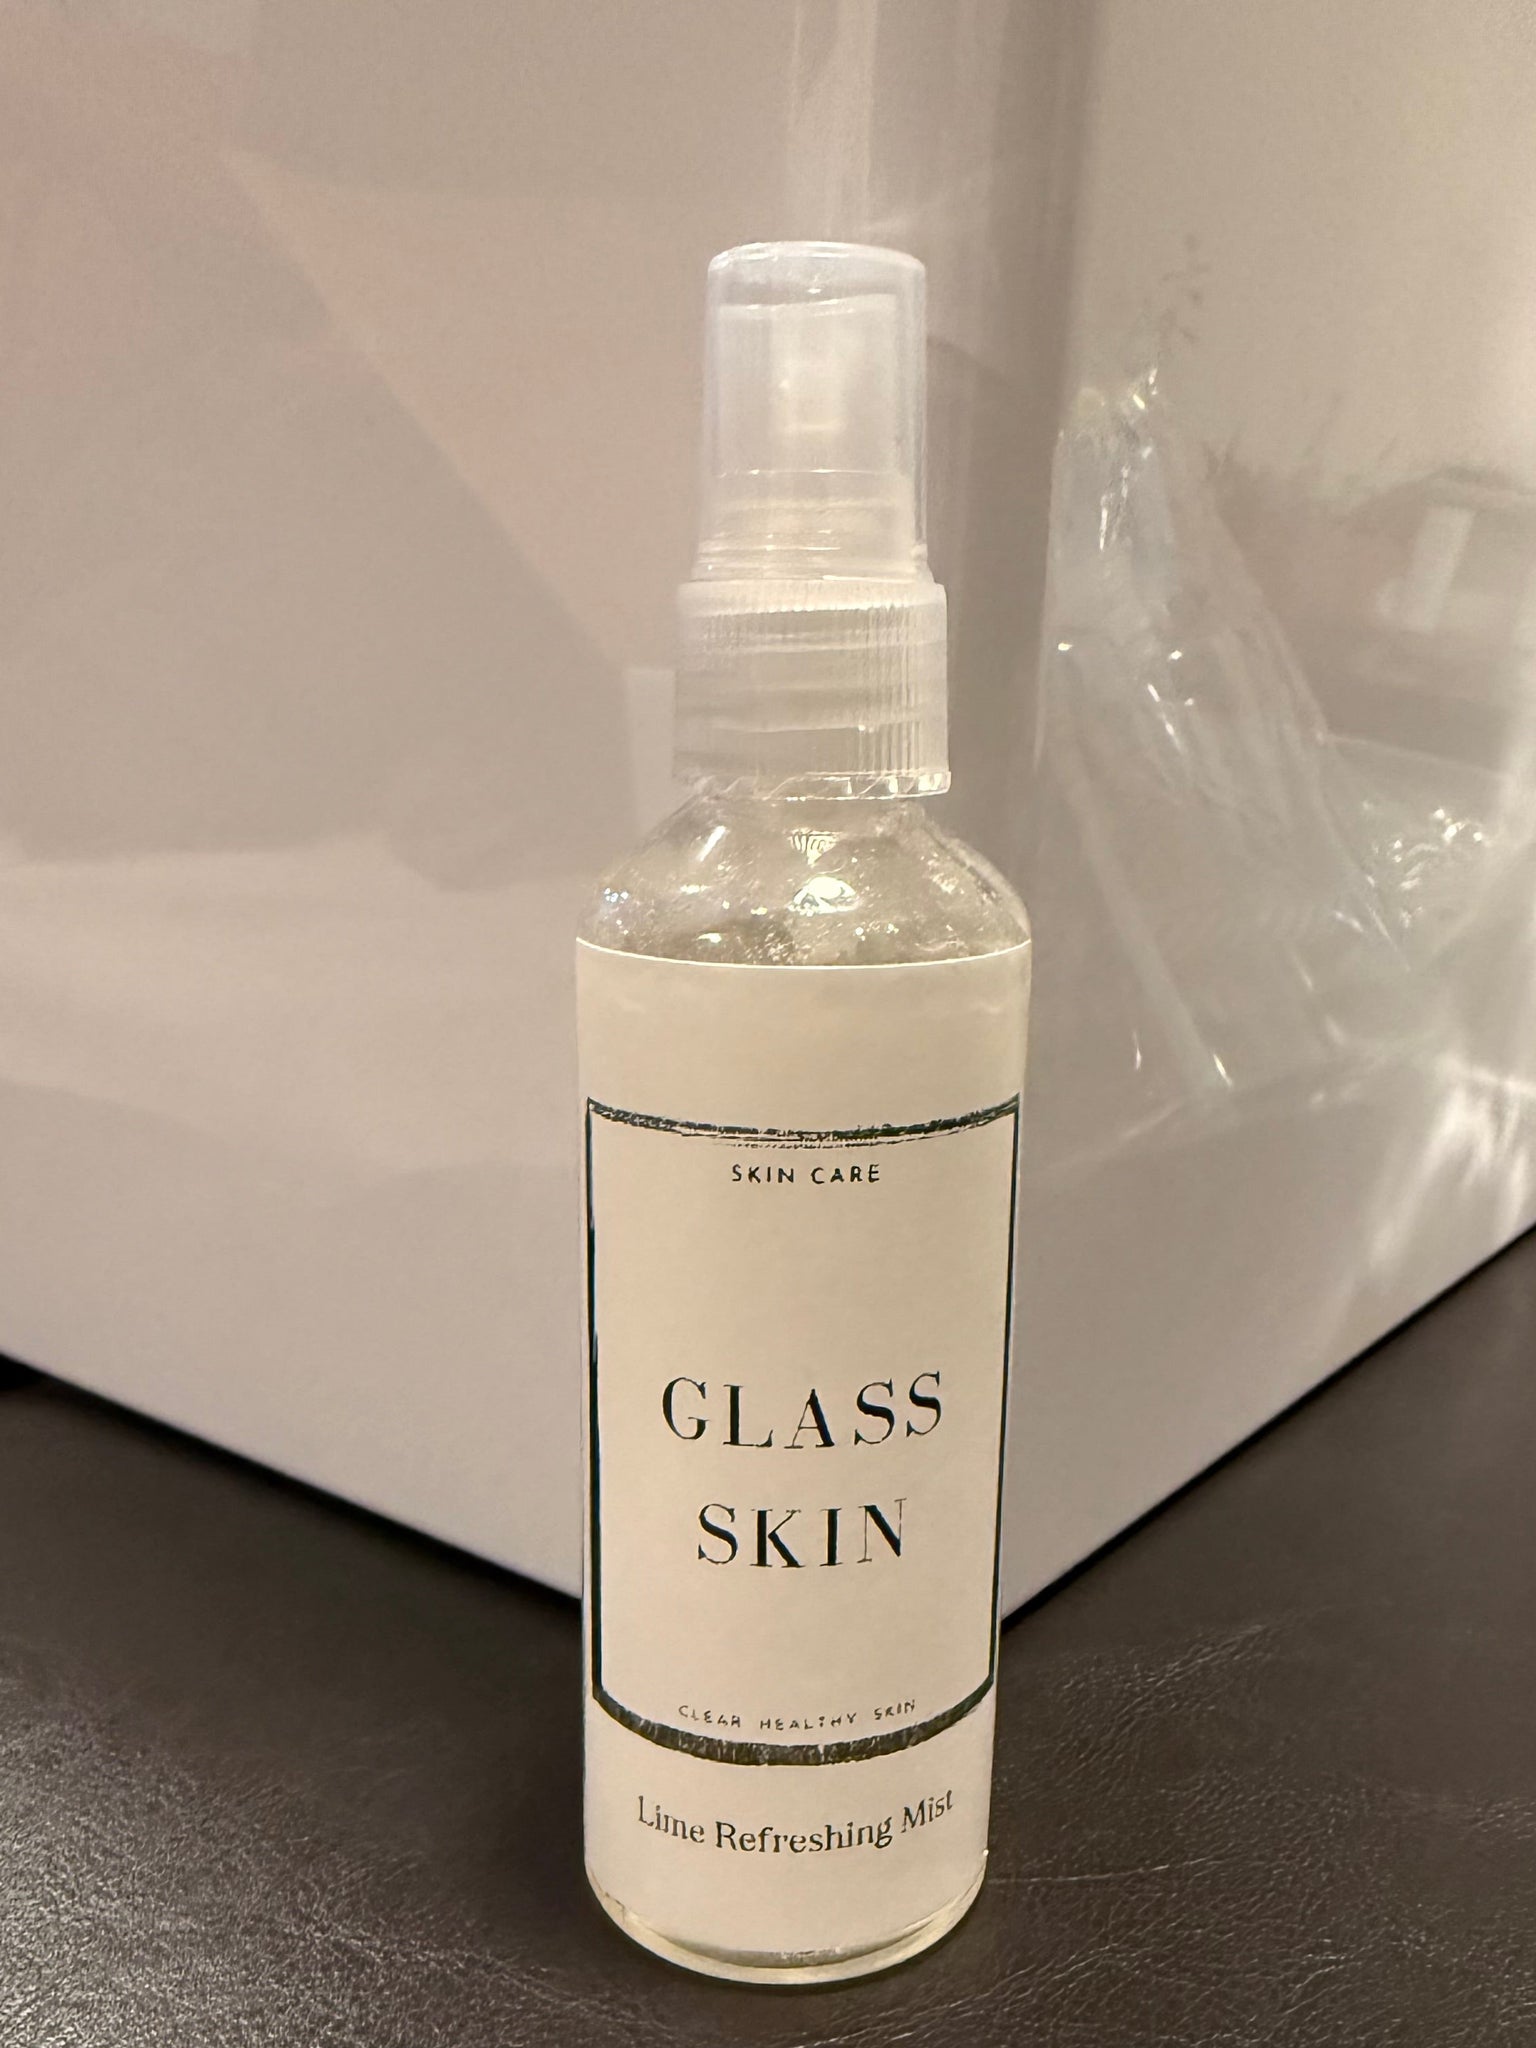 SKIN CARE
GLASS
SKIN
CLEAR HEALTHY SKIN
Lime Refreshing Mist